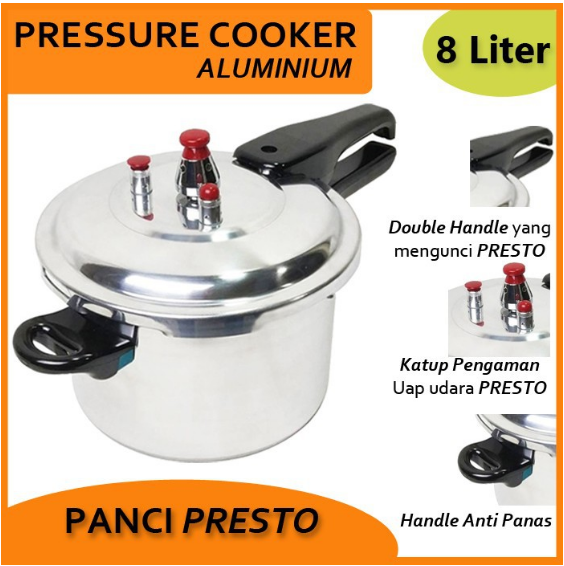 PRESSURE COOKER
ALUMINIUM
8 Liter
Double Handle yang
mengunci PRESTO
Katup Pengaman
Uap udara PRESTO
Handle Anti Panas
PANCI PRESTO